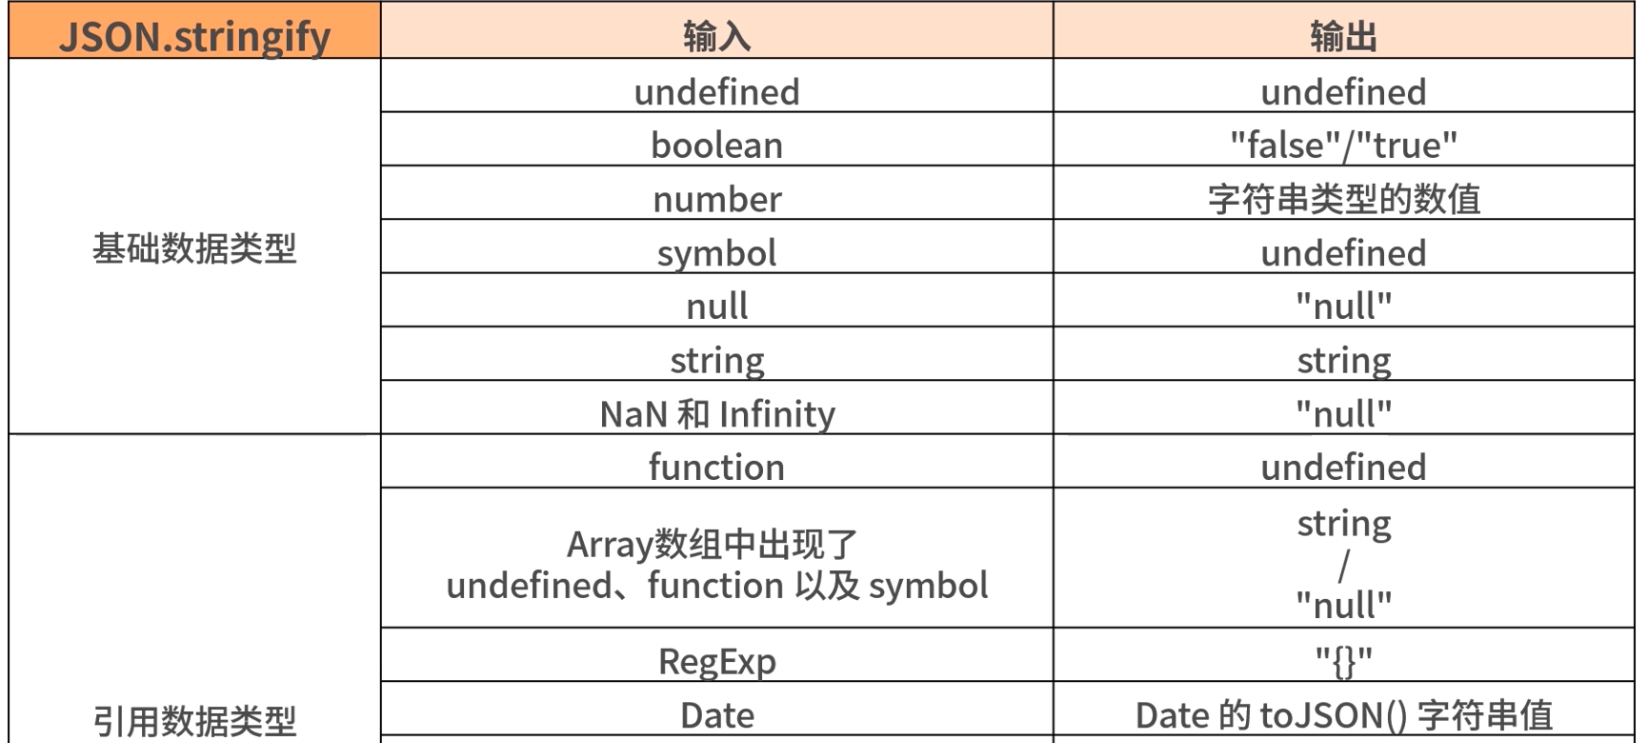 JSON.stringify 输入 输出
undefined undefined
boolean "false"/"true"
number 字符串类型的数值
基础数据类型 symbol undefined
null "null"
string string
NaN 和 Infinity "null"
function undefined
Array数组中出现了
undefined、function 以及 symbol
string
/
"null"
RegExp "{}"
引用数据类型 Date Date 的 toJSON() 字符串值